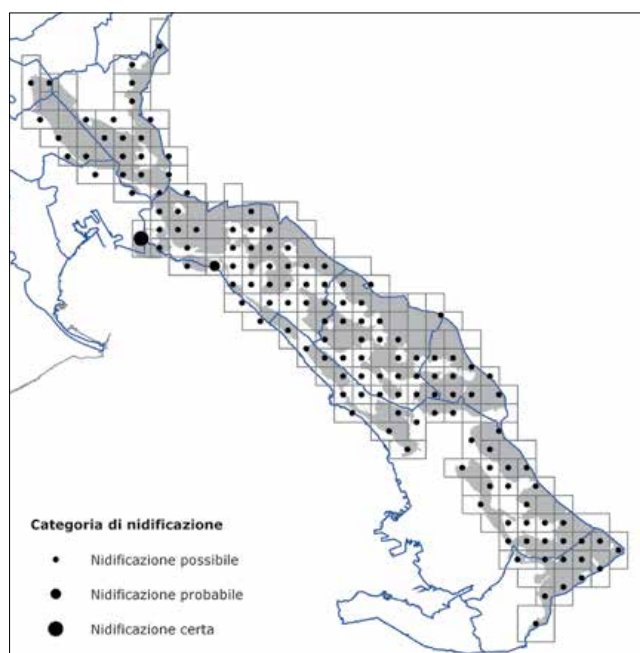 Categoria di nidificazione
Nidificazione possibile
Nidificazione probabile
Nidificazione certa